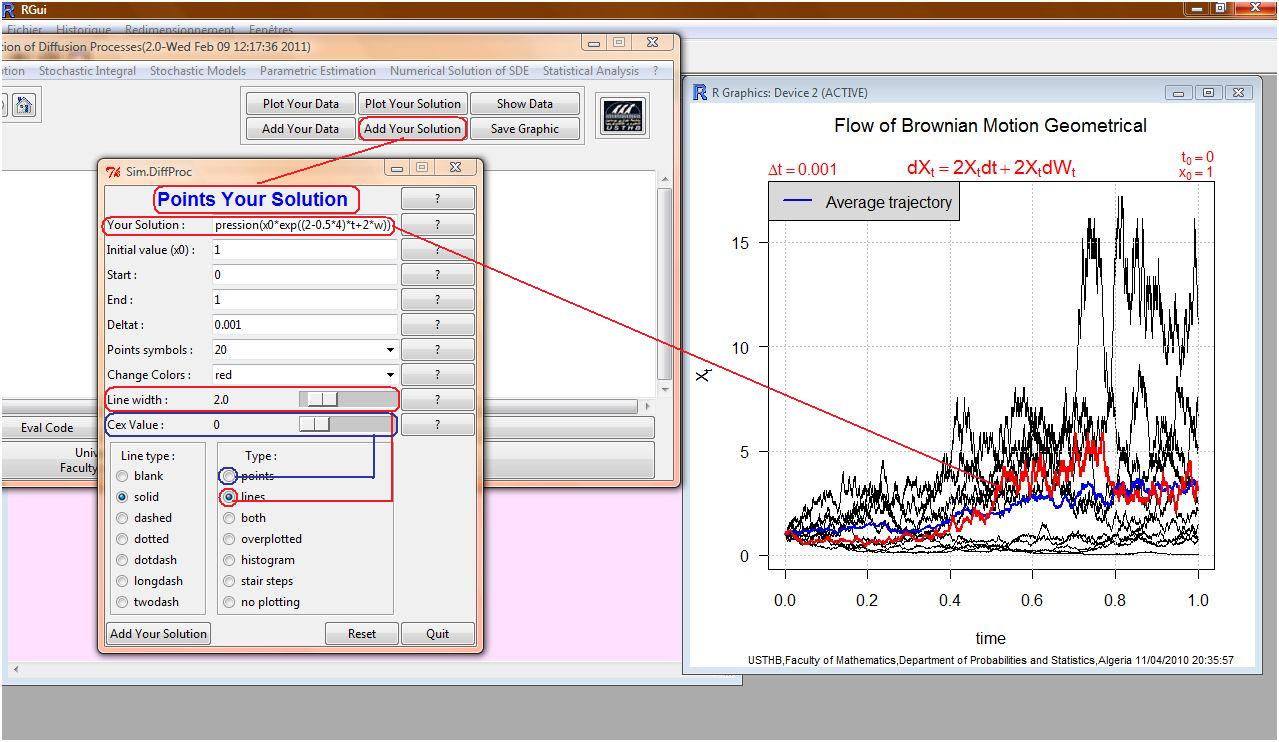 RGui
Fichier Historique Redimensionnement Fenêtres
tion of Diffusion Processes(2.0-Wed Feb 09 12:17:36 2011)
tion Stochastic Integral Stochastic Models Parametric Estimation Numerical Solution of SDE Statistical Analysis ?
Plot Your Data Plot Your Solution Show Data
Add Your Data Add Your Solution Save Graphic
USTHB
Sim.DiffProc
Points Your Solution ?
Your Solution : pression(x0*exp((2-0.5*4)*t+2*w)) ?
Initial value (x0) : 1 ?
Start : 0 ?
End : 1 ?
Deltat : 0.001 ?
Points symbols : 20 ?
Change Colors : red ?
Line width : 2.0 ?
Cex Value : 0 ?
Eval Code
Univ
Faculty
Line type :
blank
solid
dashed
dotted
dotdash
longdash
twodash
Type :
points
lines
both
overplotted
histogram
stair steps
no plotting
Add Your Solution Reset Quit
R Graphics: Device 2 (ACTIVE)
Flow of Brownian Motion Geometrical
Δt = 0.001 dXₜ = 2Xₜdt + 2XₜdWₜ t₀ = 0
x₀ = 1
Average trajectory
15
10
5
0
Xₜ
0.0 0.2 0.4 0.6 0.8 1.0
time
USTHB,Faculty of Mathematics,Department of Probabilities and Statistics,Algeria 11/04/2010 20:35:57